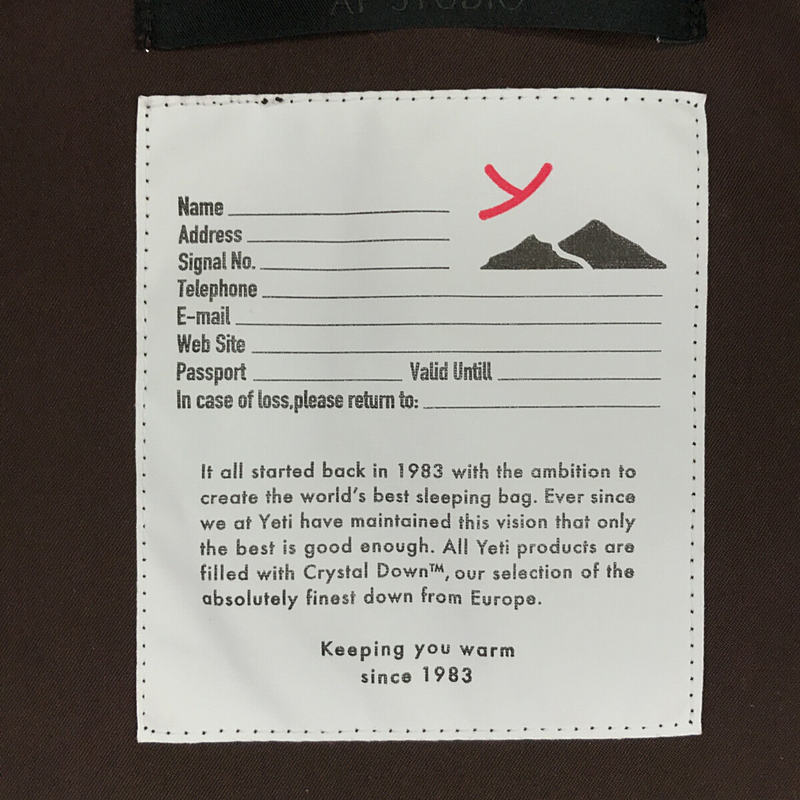 AP STUDIO
Y
Name
Address
Signal No.
Telephone
E-mail
Web Site
Passport Valid Untill
In case of loss,please return to:
It all started back in 1983 with the ambition to
create the world's best sleeping bag. Ever since
we at Yeti have maintained this vision that only
the best is good enough. All Yeti products are
filled with Crystal Down™, our selection of the
absolutely finest down from Europe.
Keeping you warm
since 1983